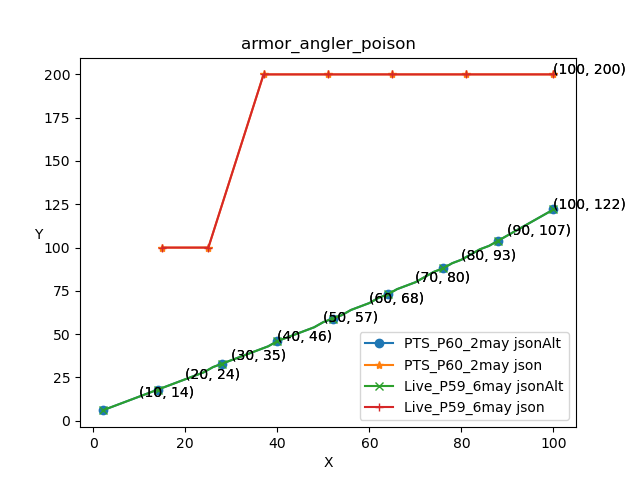 armor_angler_poison
200
175
150
125
100
75
50
25
0
Y
(100, 200)
(100, 122)
(90, 107)
(80, 93)
(70, 80)
(60, 68)
(50, 57)
(40, 46)
(30, 35)
(20, 24)
(10, 14)
PTS_P60_2may jsonAlt
PTS_P60_2may json
Live_P59_6may jsonAlt
Live_P59_6may json
0 20 40 60 80 100
X